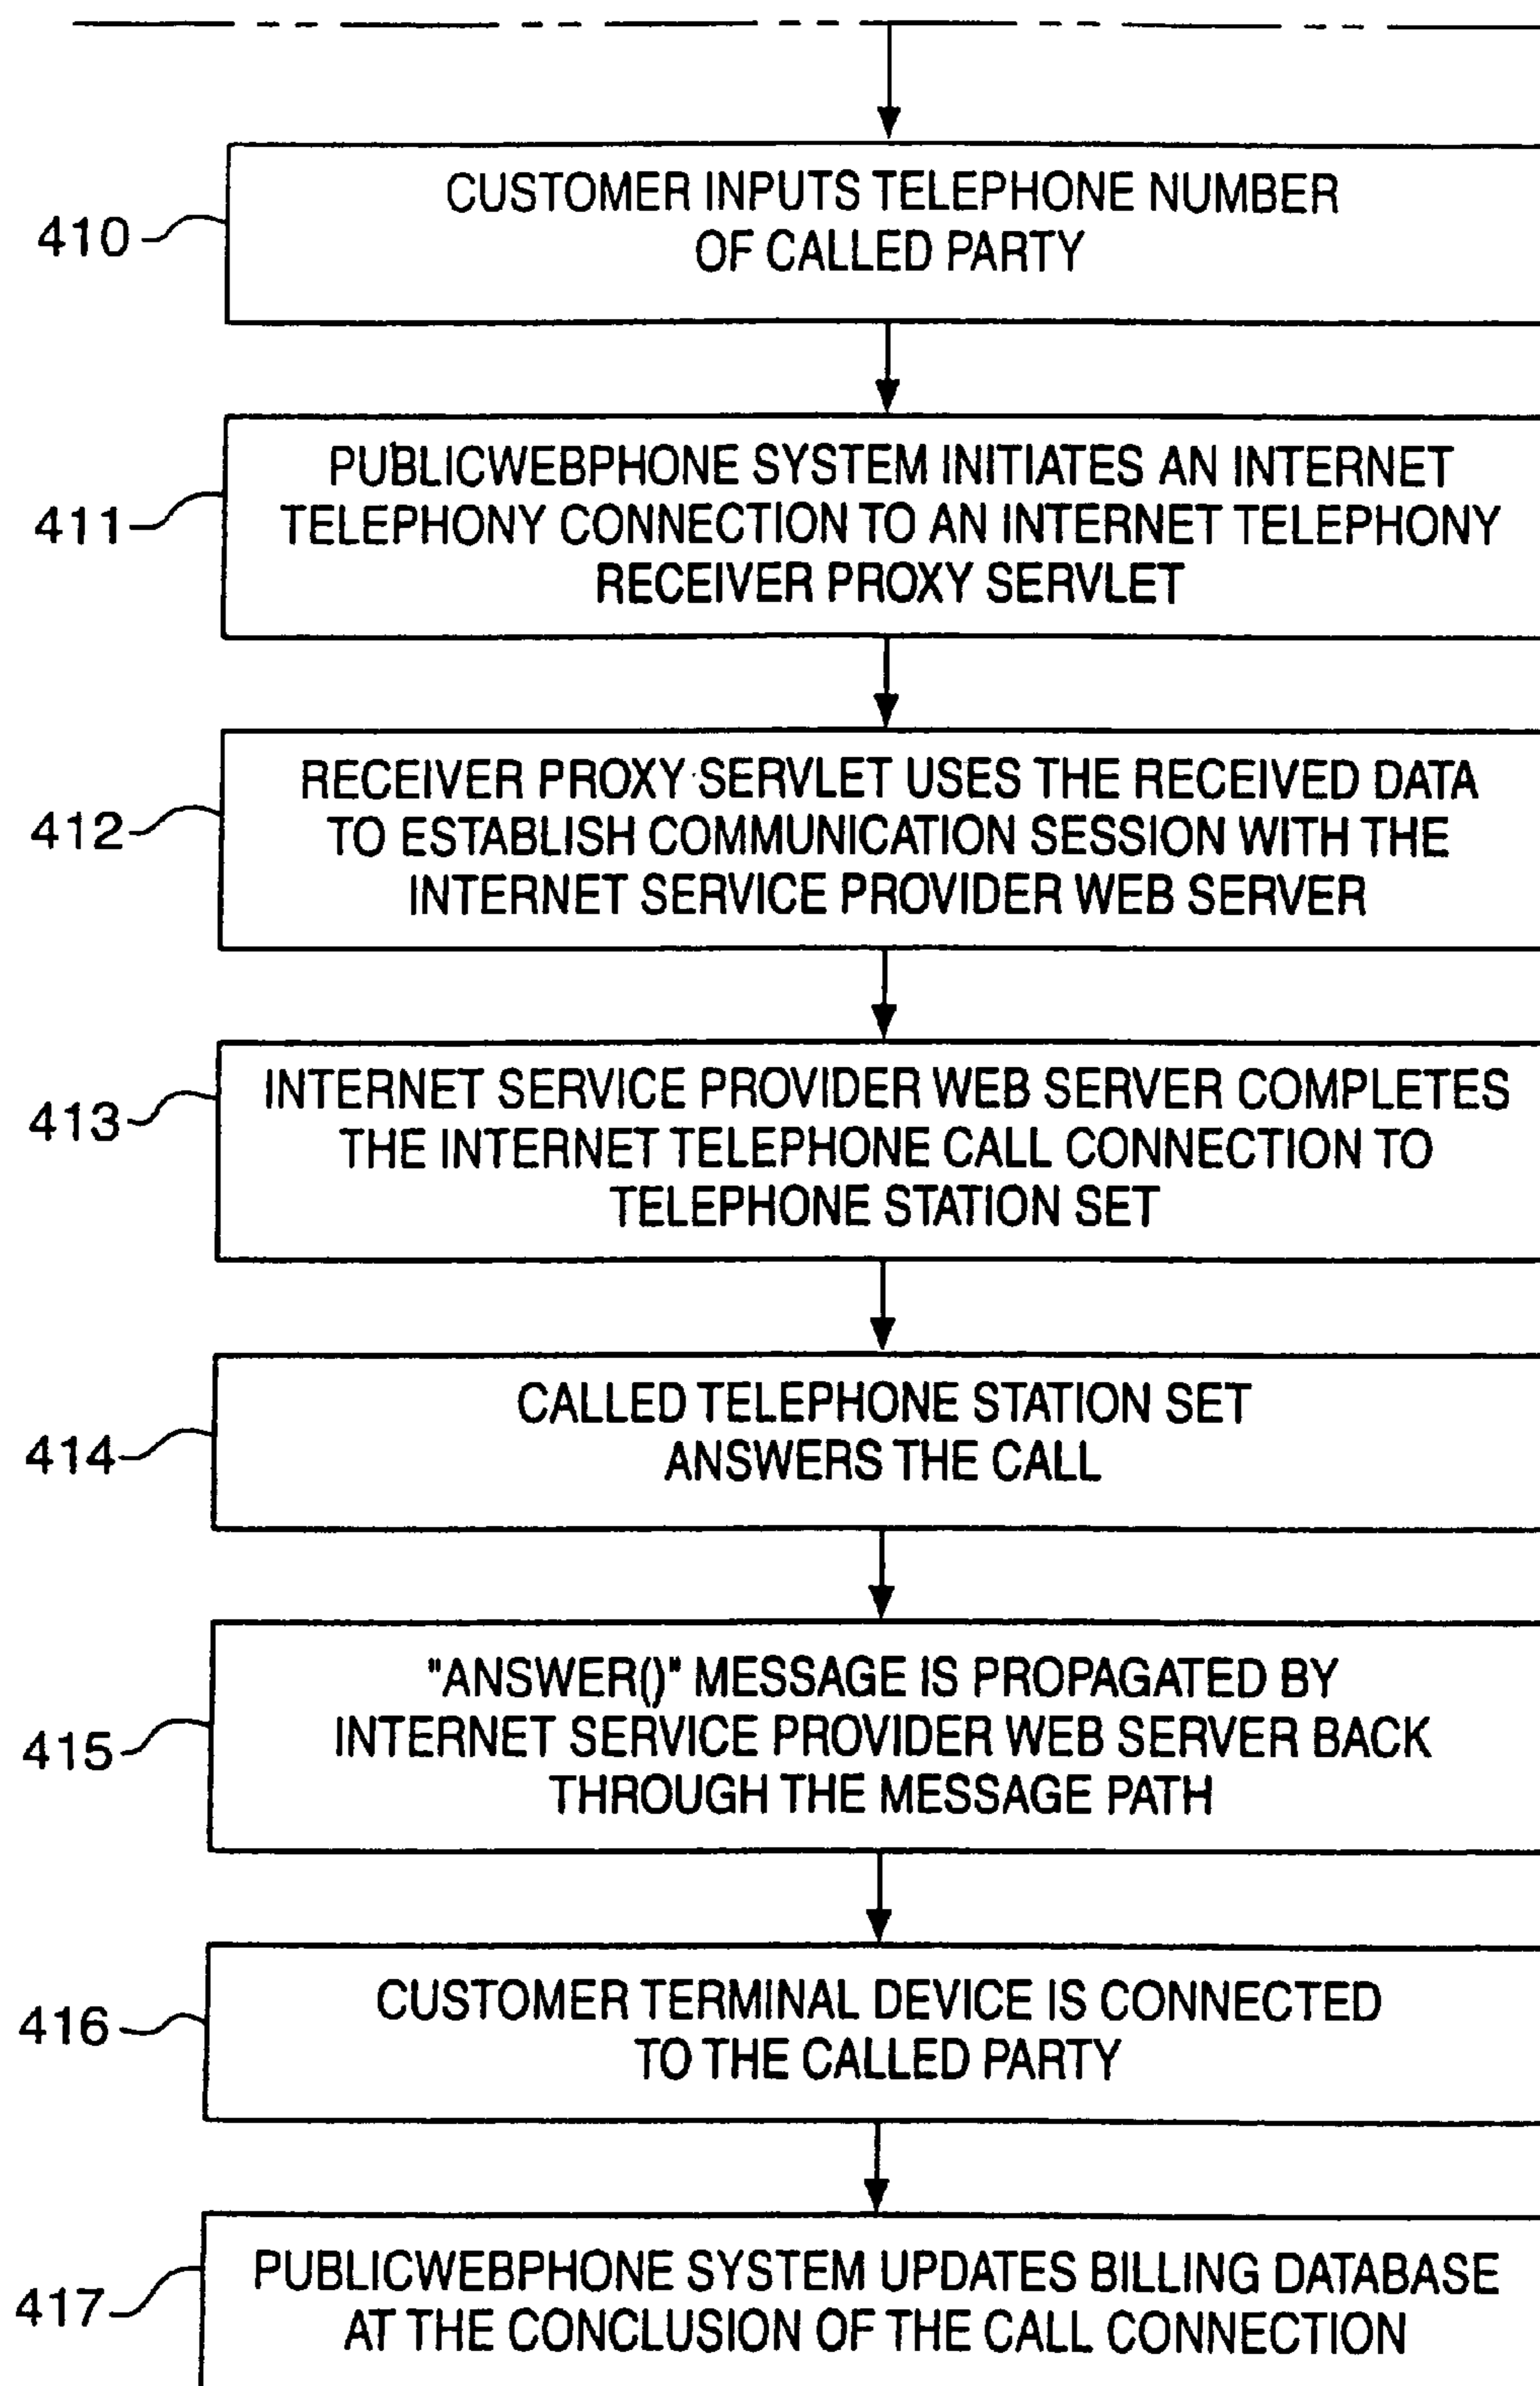 410
CUSTOMER INPUTS TELEPHONE NUMBER
OF CALLED PARTY
411
PUBLICWEBPHONE SYSTEM INITIATES AN INTERNET
TELEPHONY CONNECTION TO AN INTERNET TELEPHONY
RECEIVER PROXY SERVLET
412
RECEIVER PROXY SERVLET USES THE RECEIVED DATA
TO ESTABLISH COMMUNICATION SESSION WITH THE
INTERNET SERVICE PROVIDER WEB SERVER
413
INTERNET SERVICE PROVIDER WEB SERVER COMPLETES
THE INTERNET TELEPHONE CALL CONNECTION TO
TELEPHONE STATION SET
414
CALLED TELEPHONE STATION SET
ANSWERS THE CALL
415
"ANSWER()" MESSAGE IS PROPAGATED BY
INTERNET SERVICE PROVIDER WEB SERVER BACK
THROUGH THE MESSAGE PATH
416
CUSTOMER TERMINAL DEVICE IS CONNECTED
TO THE CALLED PARTY
417
PUBLICWEBPHONE SYSTEM UPDATES BILLING DATABASE
AT THE CONCLUSION OF THE CALL CONNECTION